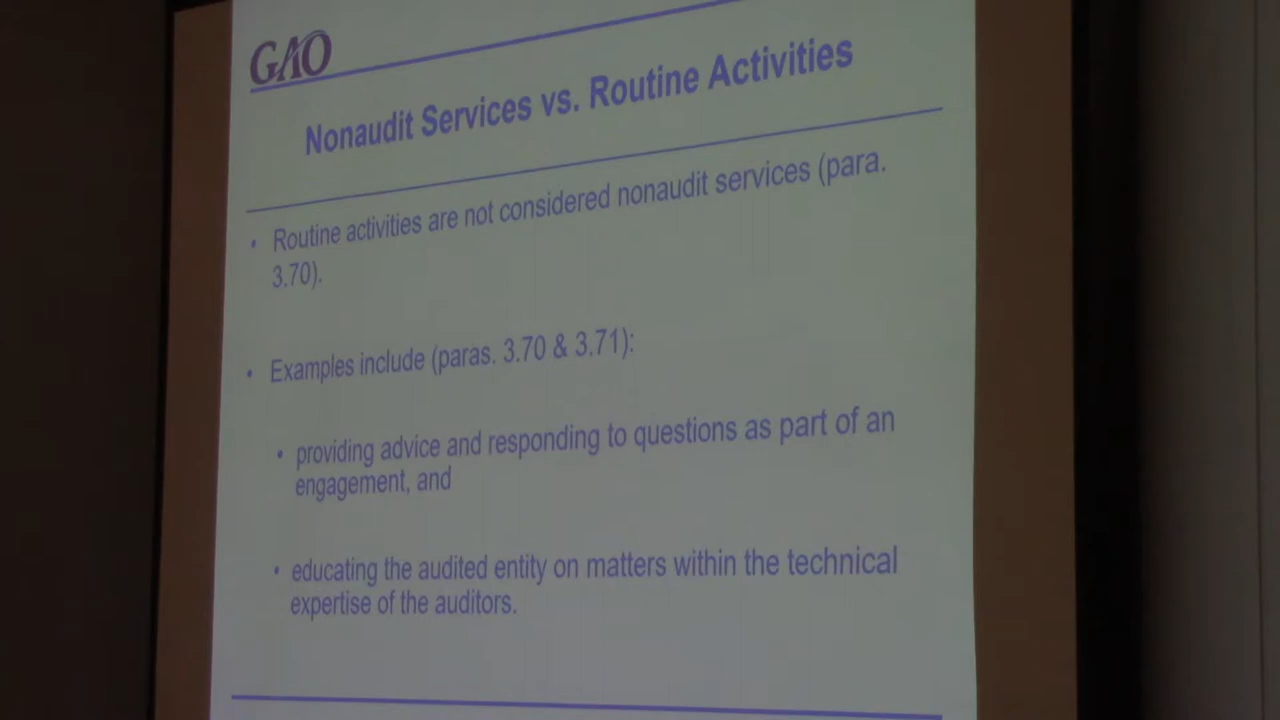 GAO
Nonaudit Services vs. Routine Activities
• Routine activities are not considered nonaudit services (para.
3.70).
• Examples include (paras. 3.70 & 3.71):
• providing advice and responding to questions as part of an
engagement, and
• educating the audited entity on matters within the technical
expertise of the auditors.